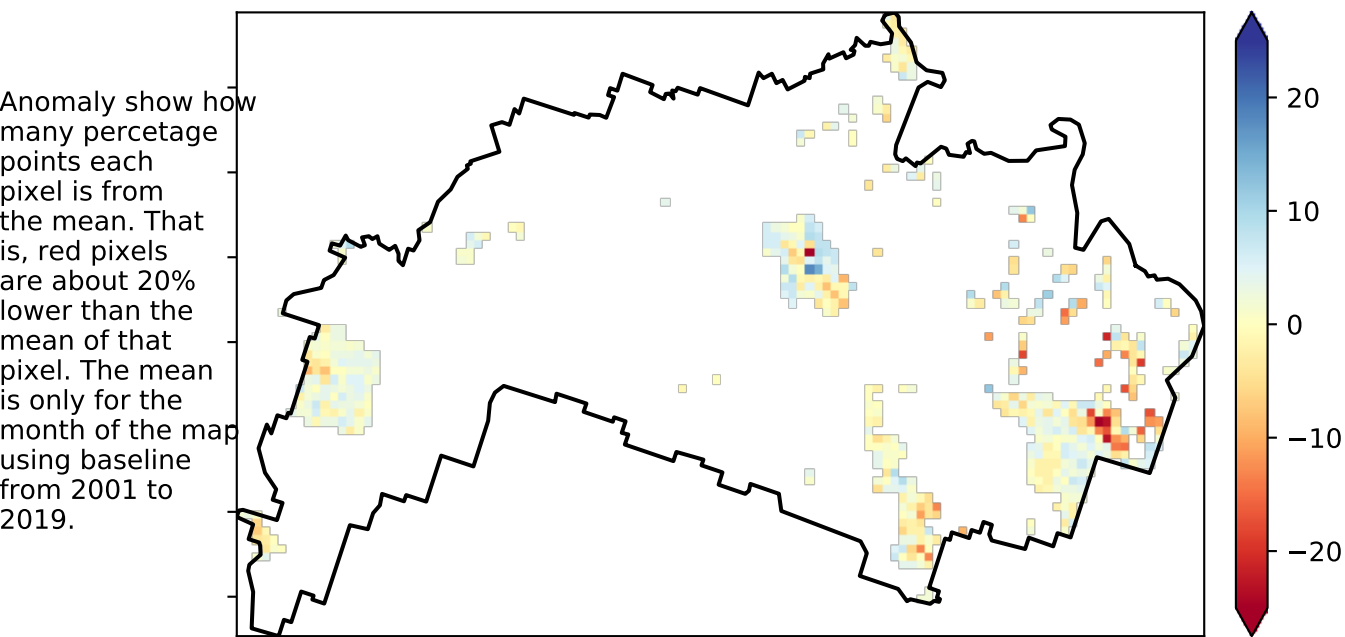 Anomaly show how
many percetage
points each
pixel is from
the mean. That
is, red pixels
are about 20%
lower than the
mean of that
pixel. The mean
is only for the
month of the map
using baseline
from 2001 to
2019.
20
10
0
−10
−20